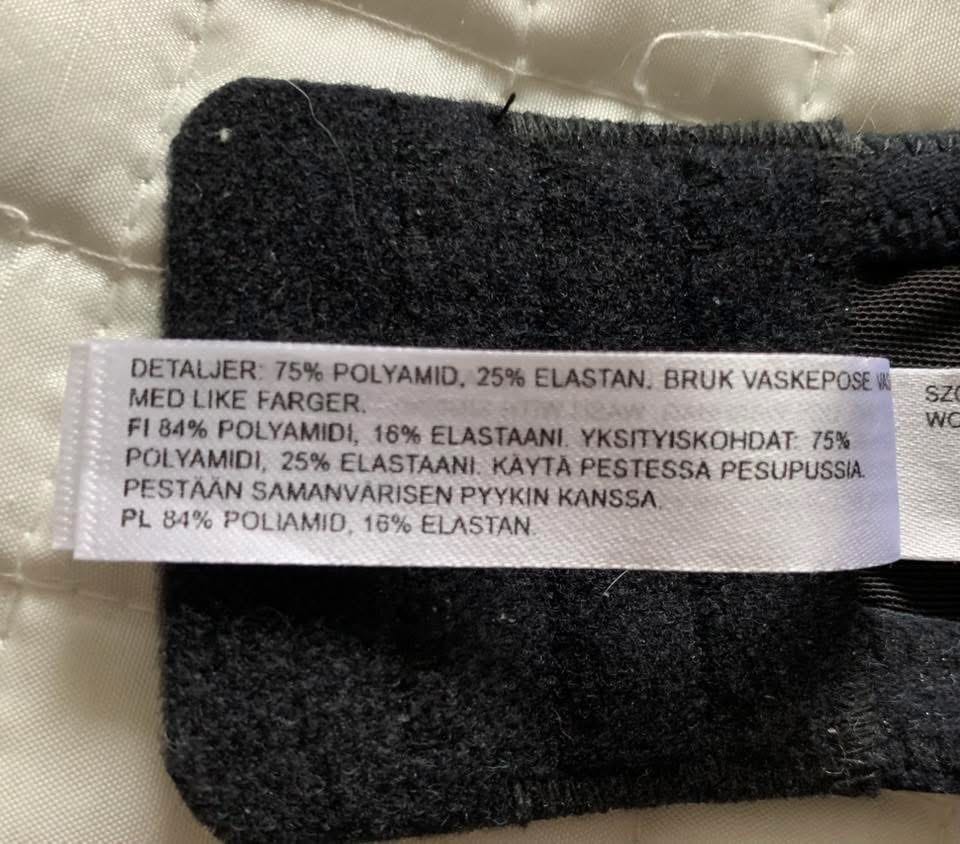 DETALJER: 75% POLYAMID, 25% ELASTAN. BRUK VASKEPOSE.
MED LIKE FARGER.
FI 84% POLYAMIDI, 16% ELASTAANI. YKSITYISKOHDAT: 75%
POLYAMIDI, 25% ELASTAANI. KÄYTÄ PESTESSÄ PESUPUSSIA.
PESTÄÄN SAMANVÄRISEN PYYKIN KANSSA.
PL 84% POLIAMID, 16% ELASTAN.